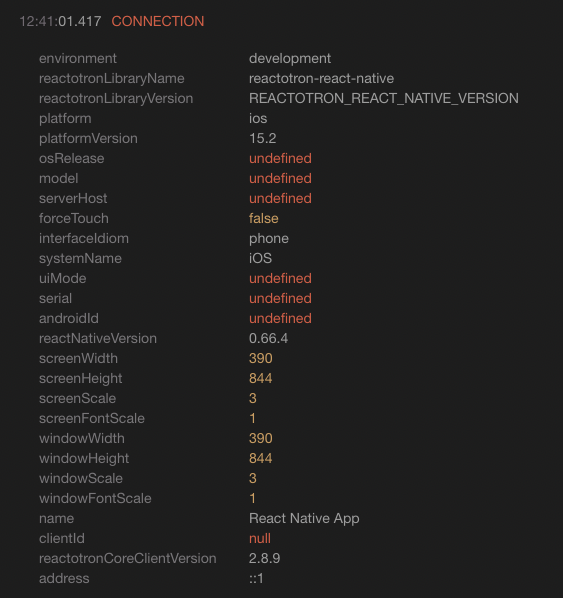 12:41:01.417 CONNECTION
environment development
reactotronLibraryName reactotron-react-native
reactotronLibraryVersion REACTOTRON_REACT_NATIVE_VERSION
platform ios
platformVersion 15.2
osRelease undefined
model undefined
serverHost undefined
forceTouch false
interfaceIdiom phone
systemName iOS
uiMode undefined
serial undefined
androidId undefined
reactNativeVersion 0.66.4
screenWidth 390
screenHeight 844
screenScale 3
screenFontScale 1
windowWidth 390
windowHeight 844
windowScale 3
windowFontScale 1
name React Native App
clientId null
reactotronCoreClientVersion 2.8.9
address ::1